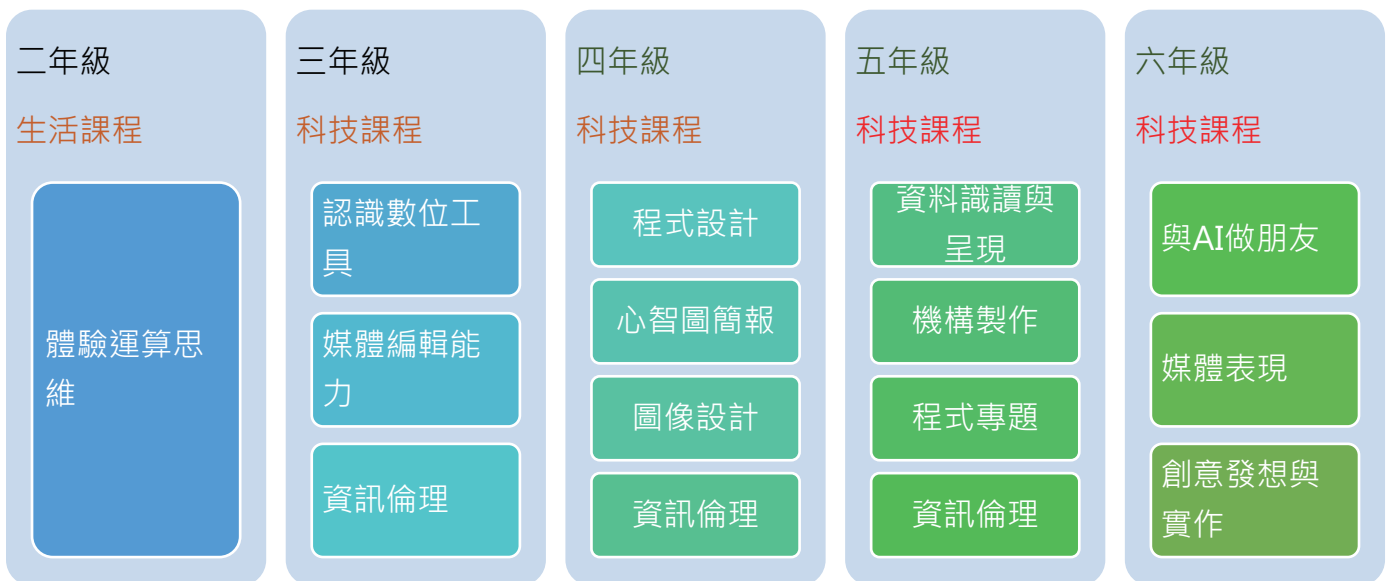 二年級
生活課程
體驗運算思
維
三年級
科技課程
認識數位工
具
媒體編輯能
力
資訊倫理
四年級
科技課程
程式設計
心智圖簡報
圖像設計
資訊倫理
五年級
科技課程
資料識讀與
呈現
機構製作
程式專題
資訊倫理
六年級
科技課程
與AI做朋友
媒體表現
創意發想與
實作